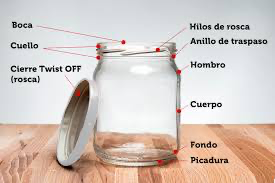 Boca
Cuello
Cierre Twist OFF
(rosca)
Hilos de rosca
Anillo de traspaso
Hombro
Cuerpo
Fondo
Picadura